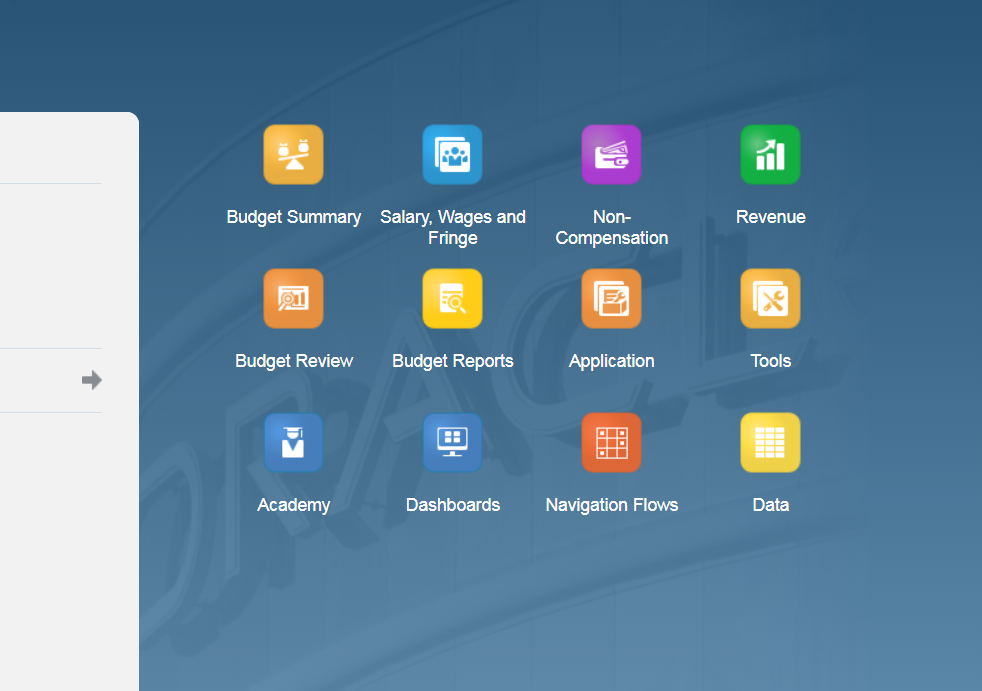 Budget Summary
Salary, Wages and
Fringe
Non-
Compensation
Revenue
Budget Review
Budget Reports
Application
Tools
Academy
Dashboards
Navigation Flows
Data
ORACL